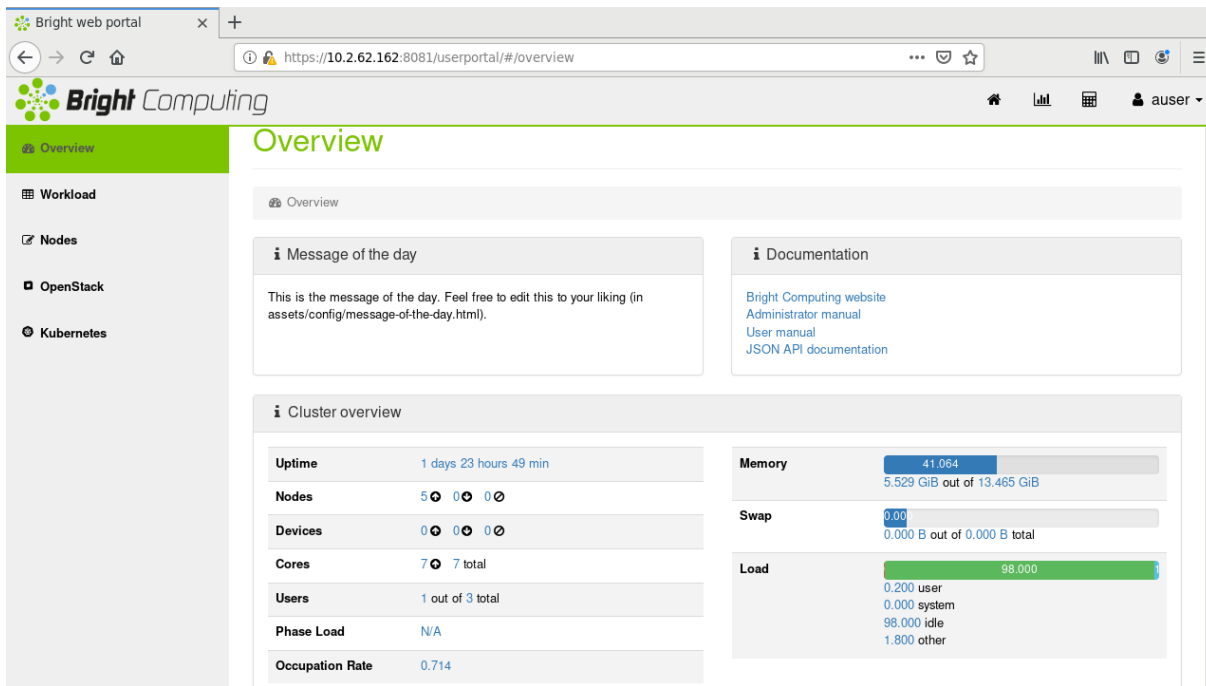 Bright web portal
https://10.2.62.162:8081/userportal/#/overview
Bright Computing
auser
Overview
Workload
Nodes
OpenStack
Kubernetes
Overview
Overview
Message of the day
This is the message of the day. Feel free to edit this to your liking (in
assets/config/message-of-the-day.html).
Documentation
Bright Computing website
Administrator manual
User manual
JSON API documentation
Cluster overview
Uptime 1 days 23 hours 49 min
Nodes 5 0 0
Devices 0 0 0
Cores 7 7 total
Users 1 out of 3 total
Phase Load N/A
Occupation Rate 0.714
Memory 41.064
5.529 GiB out of 13.465 GiB
Swap 0.00
0.000 B out of 0.000 B total
Load 98.000 1
0.200 user
0.000 system
98.000 idle
1.800 other